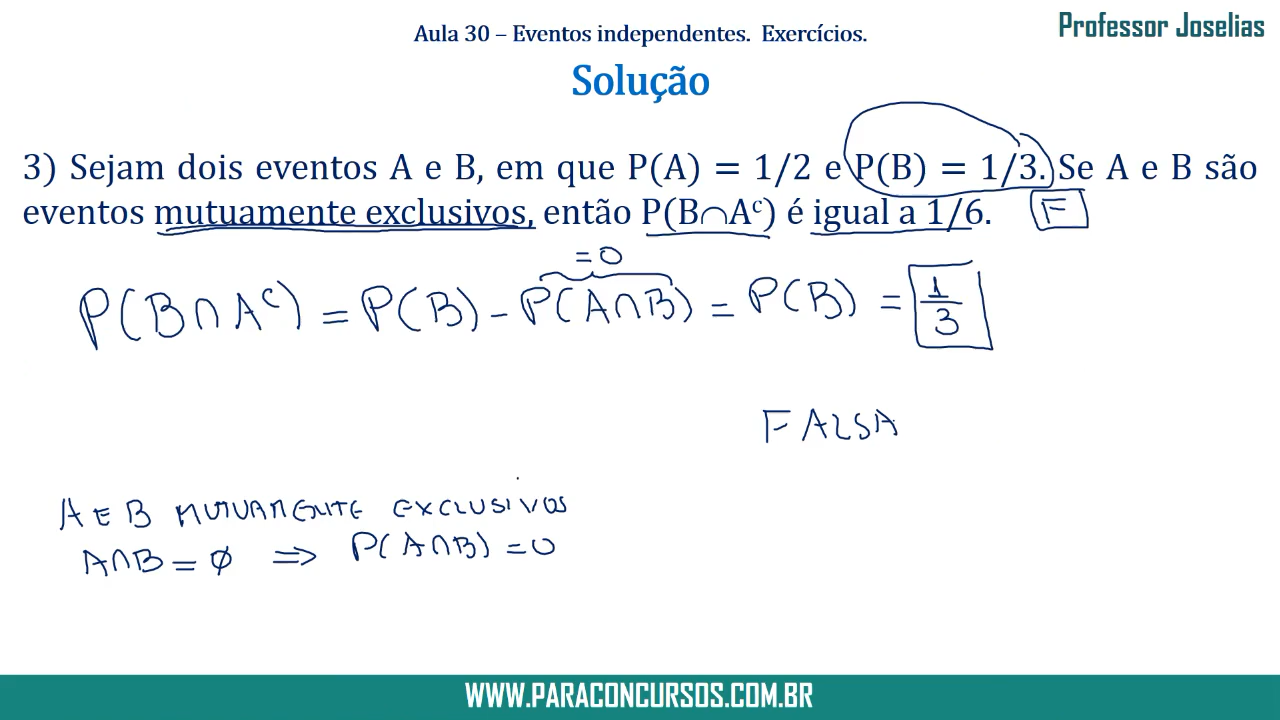 Professor Joselias
Aula 30 – Eventos independentes. Exercícios.
Solução
3) Sejam dois eventos A e B, em que P(A) = 1/2 e P(B) = 1/3. Se A e B são
eventos mutuamente exclusivos, então P(B∩Aᶜ) é igual a 1/6. F
= 0
P(B∩Aᶜ) = P(B) - P(A∩B) = P(B) = 1/3
FALSA
A E B MUTUAMENTE EXCLUSIVOS
A∩B = ∅ ⇒ P(A∩B) = 0
WWW.PARACONCURSOS.COM.BR